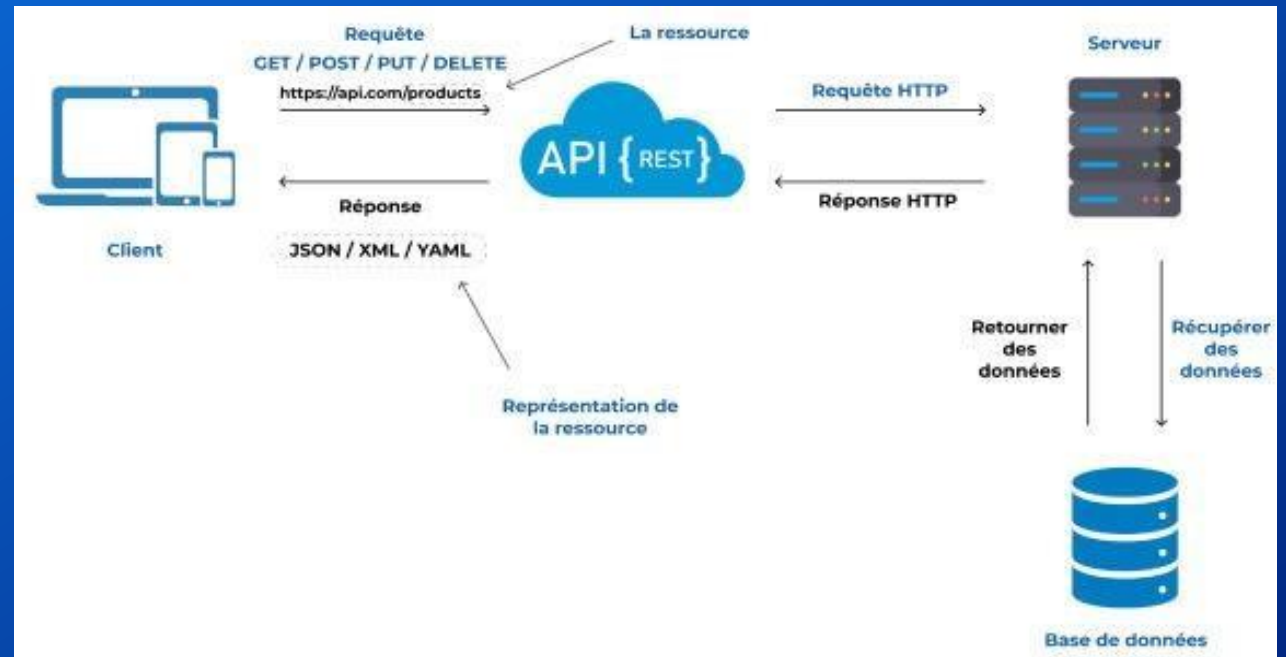 Requête
GET / POST / PUT / DELETE
https://api.com/products
La ressource
API { REST }
Requête HTTP
Serveur
Réponse
JSON / XML / YAML
Réponse HTTP
Client
Retourner
des
données
Récupérer
des
données
Représentation de
la ressource
Base de données